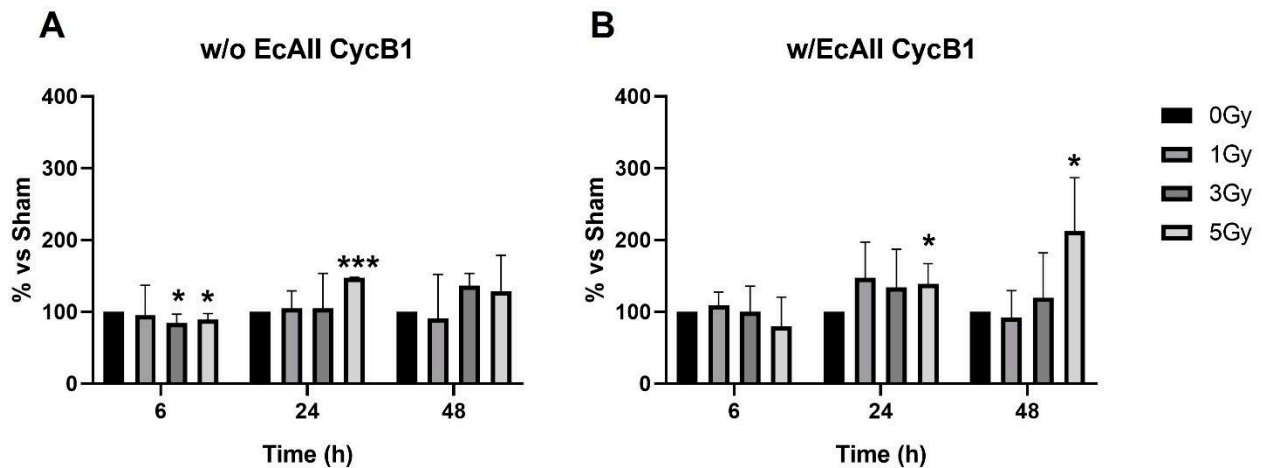 A
w/o EcAII CycB1
% vs Sham
400
300
200
100
0
*
*
***
6
24
48
Time (h)
B
w/EcAII CycB1
% vs Sham
400
300
200
100
0
*
*
6
24
48
Time (h)
0Gy
1Gy
3Gy
5Gy